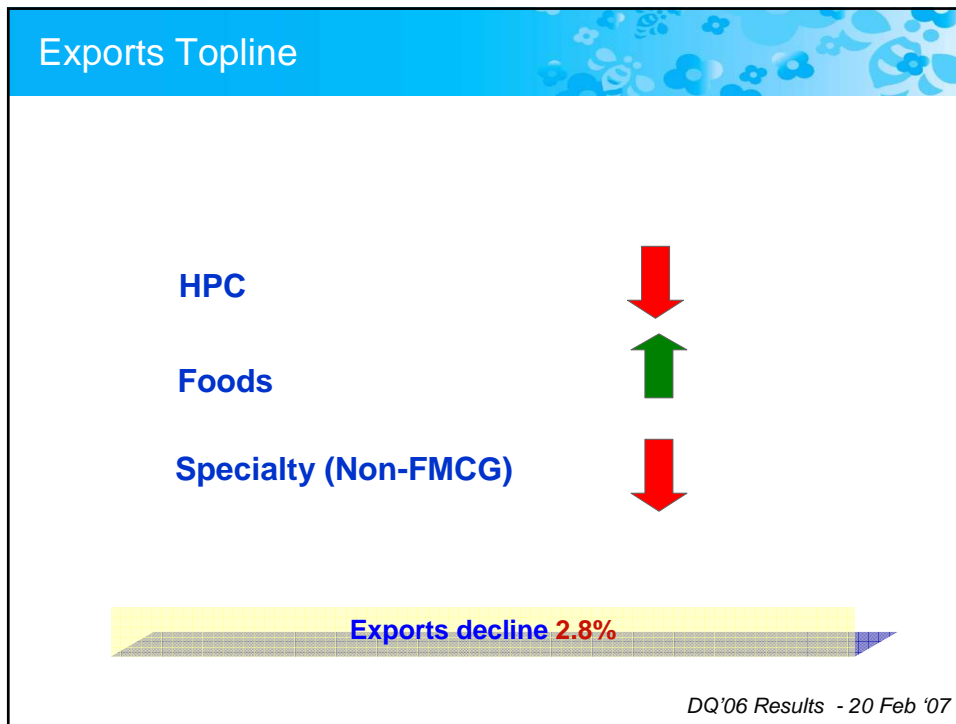 Exports Topline
HPC
Foods
Specialty (Non-FMCG)
Exports decline 2.8%
DQ’06 Results - 20 Feb ‘07